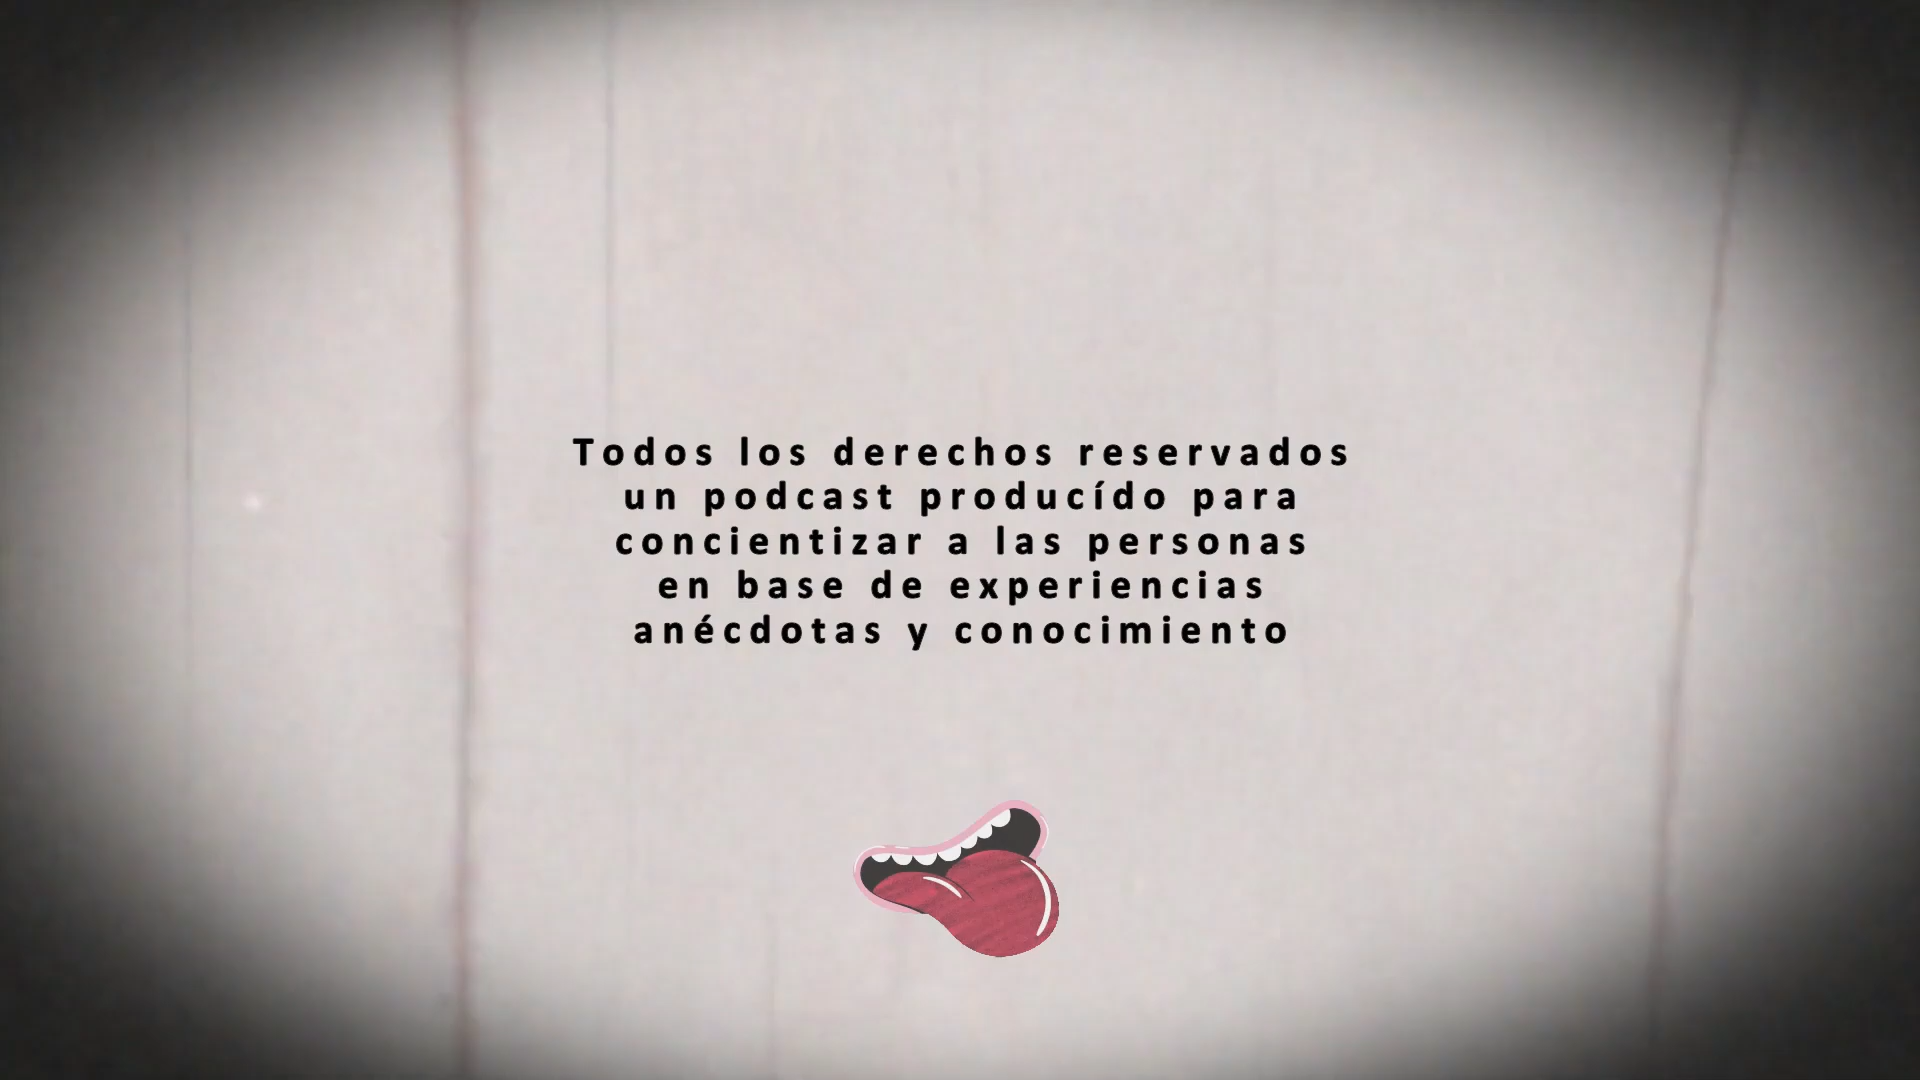 Todos los derechos reservados
un podcast producído para
concientizar a las personas
en base de experiencias
anécdotas y conocimiento